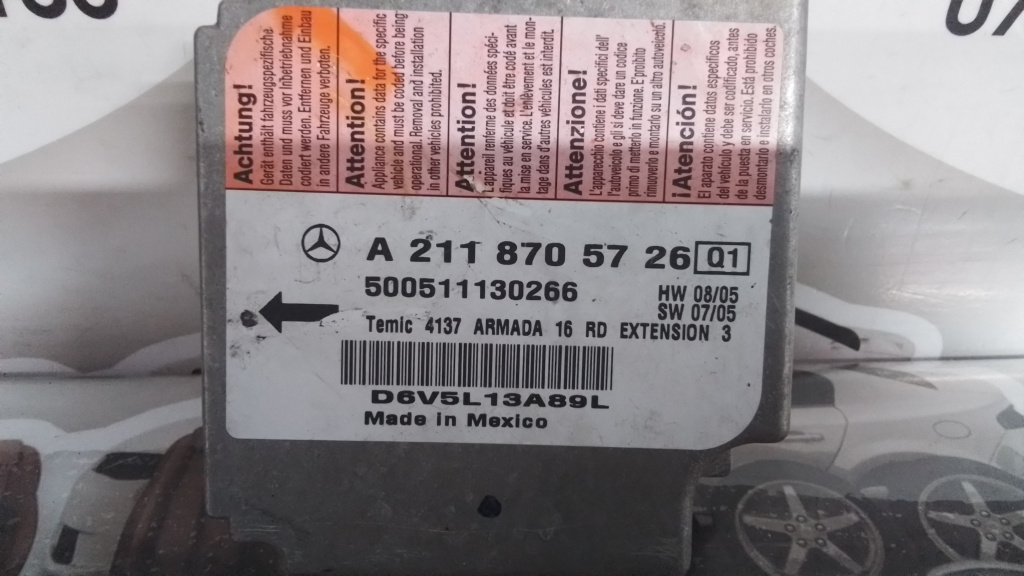 Achtung!
Gerät enthält fahrzeugspezifische
Daten und muss vor Inbetriebnahme
codiert werden. Entfernen und Einbau
in andere Fahrzeuge verboten.
Attention!
Appliance contains data for the specific
vehicle and must be coded before being
operational. Removal and installation
in other vehicles prohibited.
Attention!
L'appareil renferme des données spéci-
fiques au véhicule et doit être codé avant
la mise en service. L'enlèvement et le mon-
tage dans d'autres véhicules est interdit.
Attenzione!
L'apparecchio contiene i dati specifici dell'
autoveicolo e gli si deve dare un codice
primo di metterlo in funzione. E'proibito
rimuoverlo o montarlo su un altro autoveicolo.
¡Atención!
El aparato contiene datos específicos
del vehículo y debe ser codificado, antes
de la puesta en servicio. Está prohibido
desmontarlo e instalarlo en otros coches.
A 211 870 57 26 Q1
500511130266
HW 08/05
SW 07/05
Temic 4137 ARMADA 16 RD EXTENSION 3
D6V5L13A89L
Made in Mexico